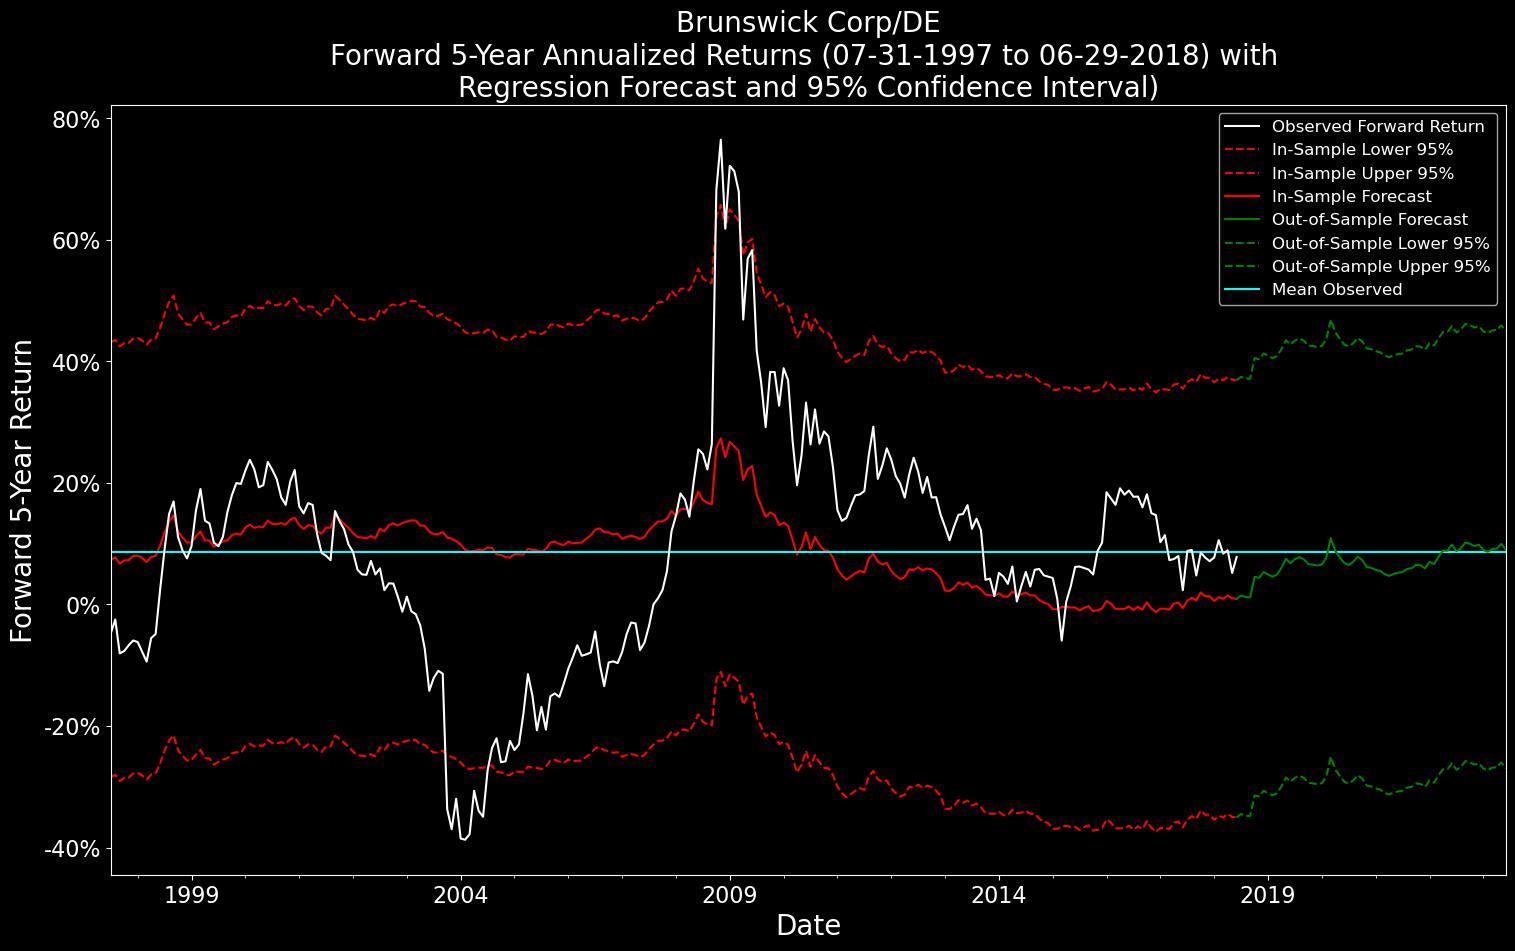 Brunswick Corp/DE
Forward 5-Year Annualized Returns (07-31-1997 to 06-29-2018) with
Regression Forecast and 95% Confidence Interval)
80%
60%
40%
20%
0%
-20%
-40%
Forward 5-Year Return
Observed Forward Return
In-Sample Lower 95%
In-Sample Upper 95%
In-Sample Forecast
Out-of-Sample Forecast
Out-of-Sample Lower 95%
Out-of-Sample Upper 95%
Mean Observed
1999
2004
2009
2014
2019
Date